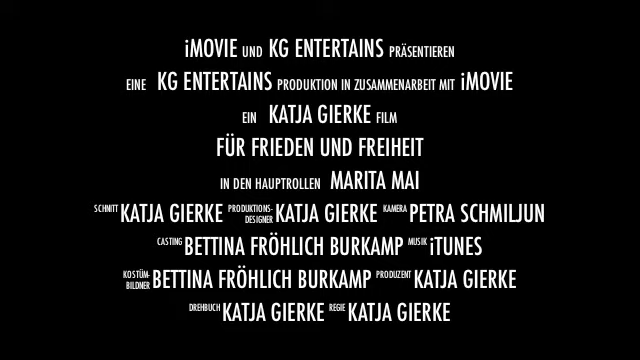 iMOVIE UND KG ENTERTAINS PRÄSENTIEREN
EINE KG ENTERTAINS PRODUKTION IN ZUSAMMENARBEIT MIT iMOVIE
EIN KATJA GIERKE FILM
FÜR FRIEDEN UND FREIHEIT
IN DEN HAUPTROLLEN MARITA MAI
SCHNITT KATJA GIERKE PRODUKTIONS-DESIGNER KATJA GIERKE KAMERA PETRA SCHMILJUN
CASTING BETTINA FRÖHLICH BURKAMP MUSIK iTUNES
KOSTÜM-BILDNER BETTINA FRÖHLICH BURKAMP PRODUZENT KATJA GIERKE
DREHBUCH KATJA GIERKE REGIE KATJA GIERKE